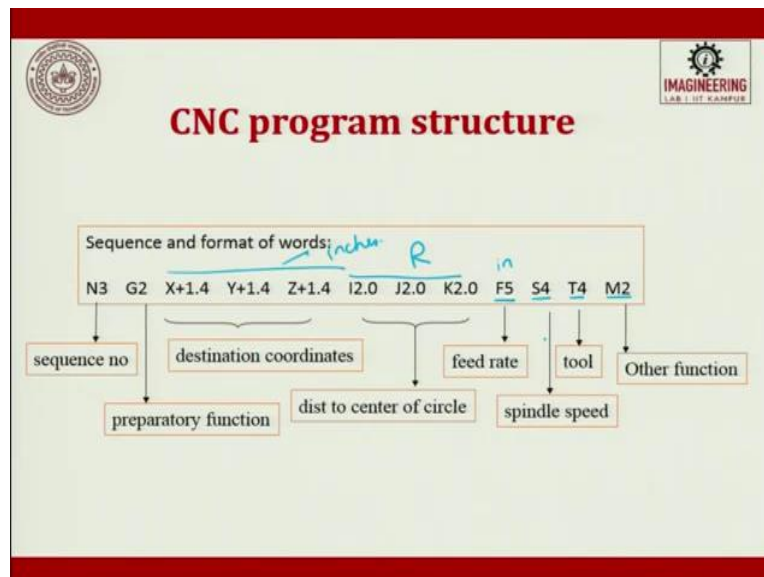 IMAGINEERING
LAB | IIT KANPUR
CNC program structure
Sequence and format of words:
inches
R
in
N3 G2 X+1.4 Y+1.4 Z+1.4 I2.0 J2.0 K2.0 F5 S4 T4 M2
sequence no
destination coordinates
feed rate
tool
Other function
preparatory function
dist to center of circle
spindle speed